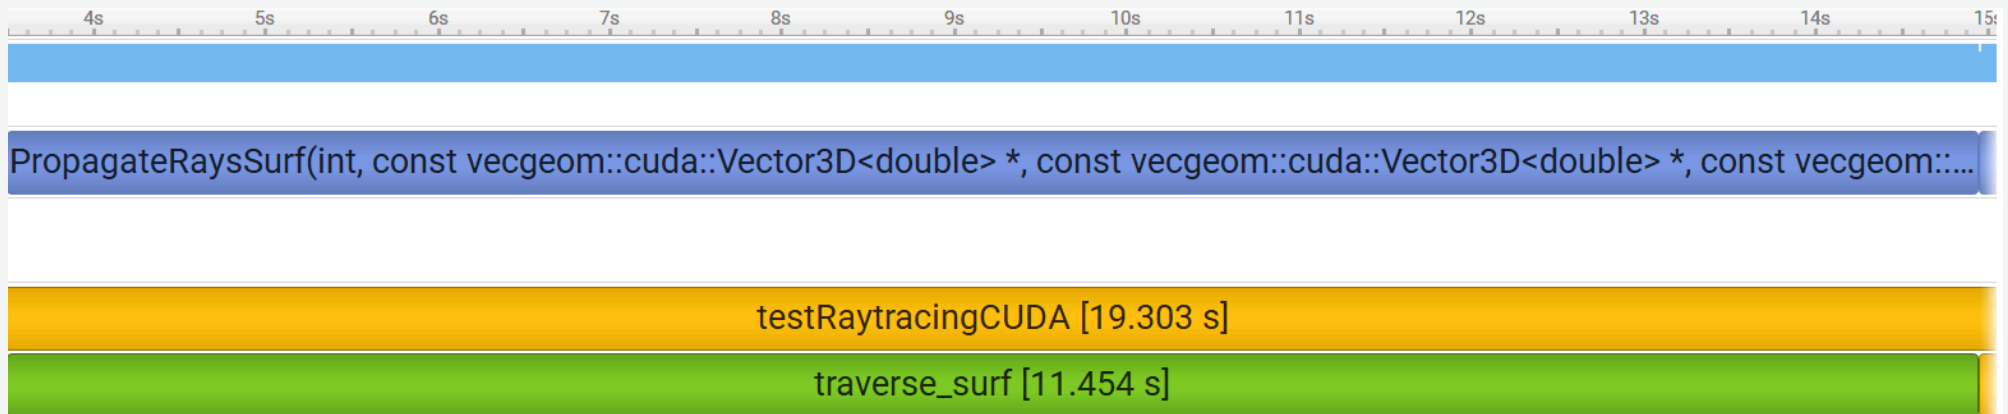 4s 5s 6s 7s 8s 9s 10s 11s 12s 13s 14s 15s
PropagateRaysSurf(int, const vecgeom::cuda::Vector3D<double> *, const vecgeom::cuda::Vector3D<double> *, const vecgeom::...
testRaytracingCUDA [19.303 s]
traverse_surf [11.454 s]